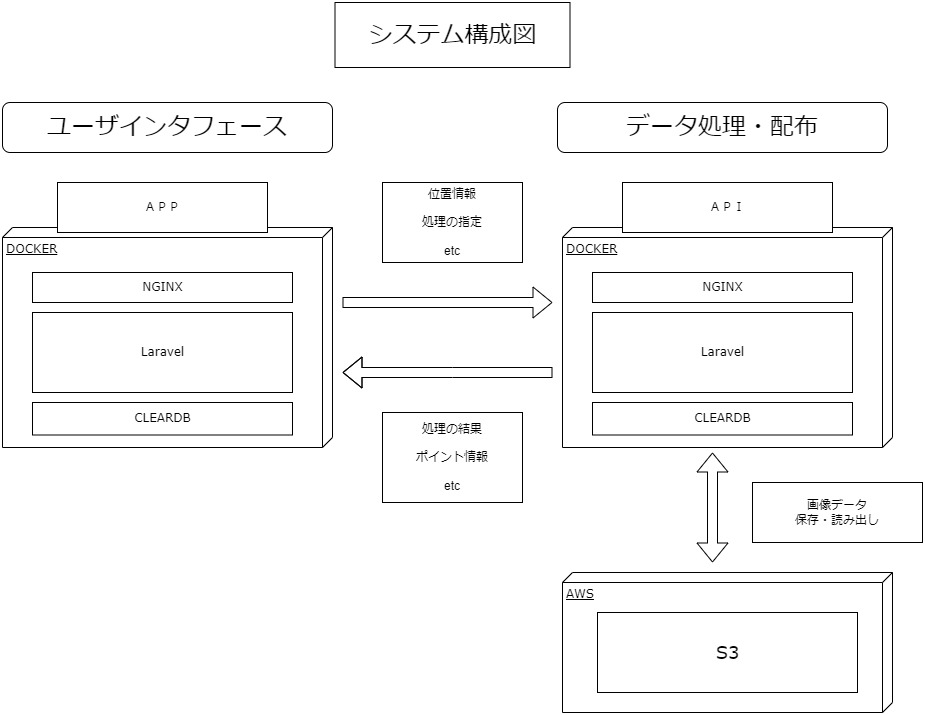 システム構成図
ユーザインタフェース
データ処理・配布
ＡＰＰ
DOCKER
NGINX
Laravel
CLEARDB
位置情報
処理の指定
etc
処理の結果
ポイント情報
etc
ＡＰＩ
DOCKER
NGINX
Laravel
CLEARDB
画像データ
保存・読み出し
AWS
S3